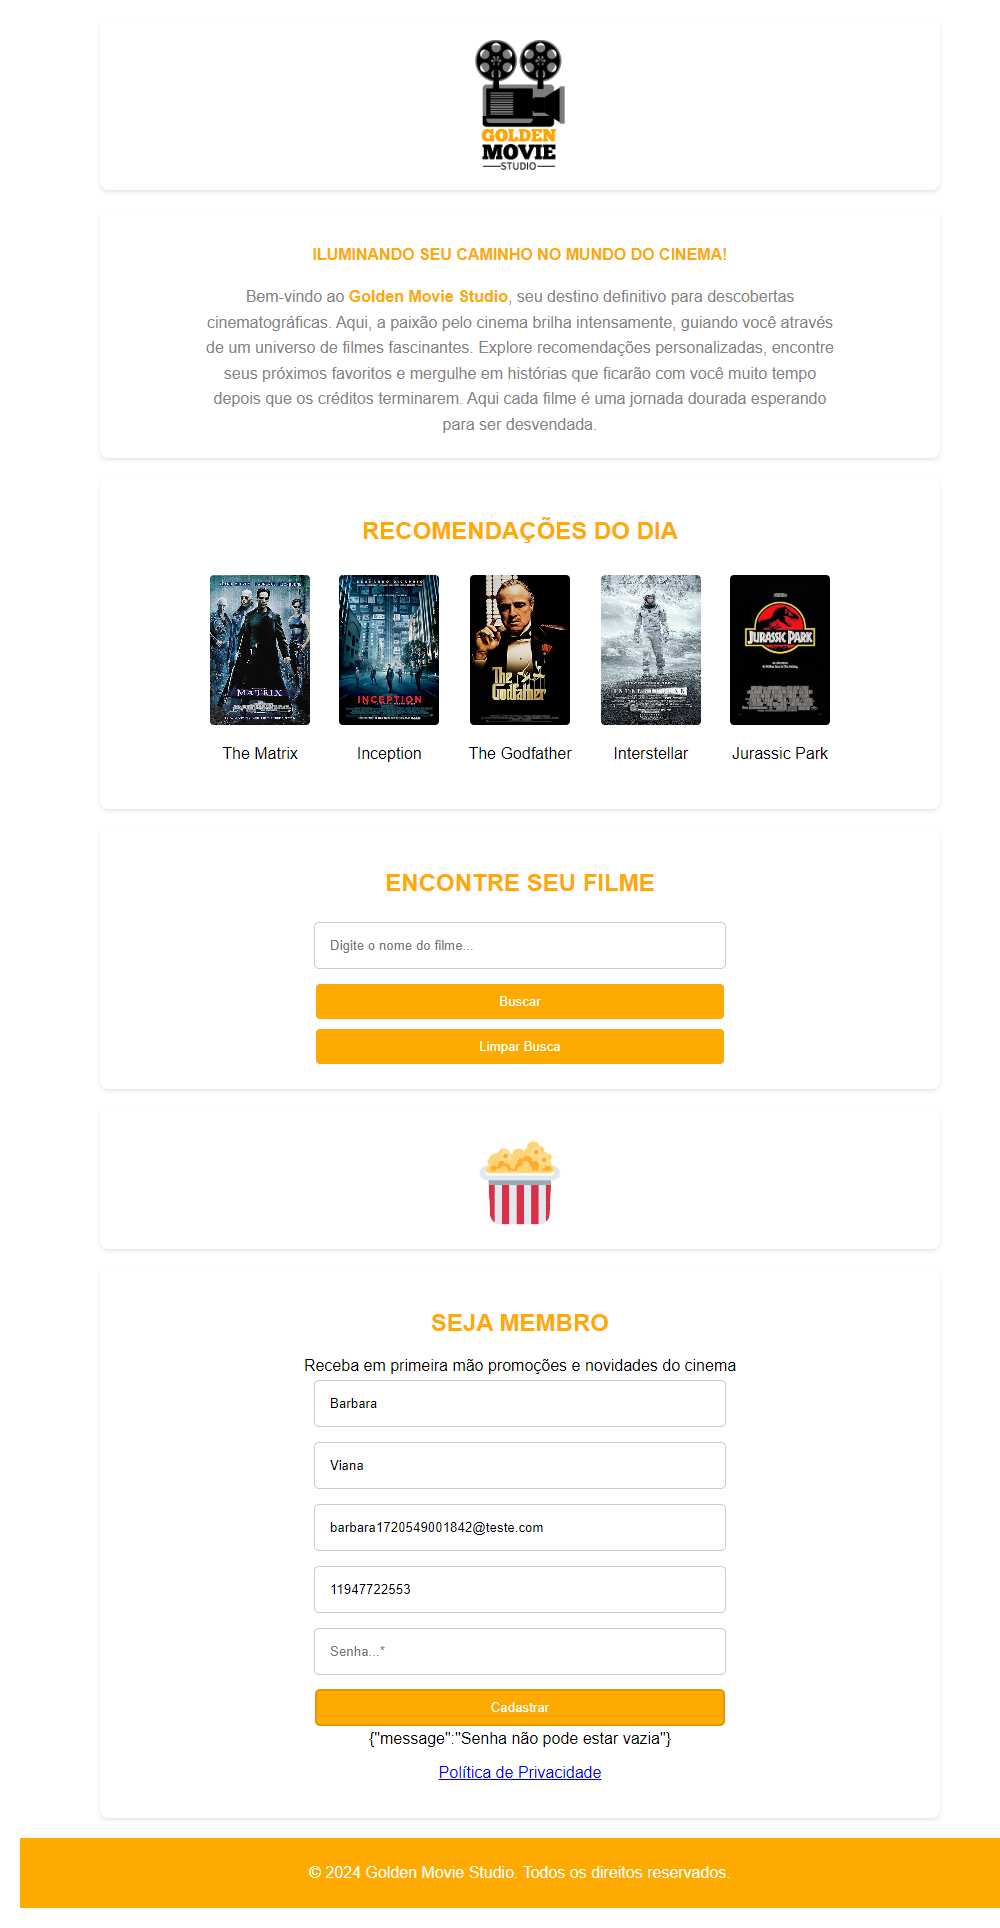 GOLDEN
MOVIE
STUDIO
ILUMINANDO SEU CAMINHO NO MUNDO DO CINEMA!
Bem-vindo ao Golden Movie Studio, seu destino definitivo para descobertas
cinematográficas. Aqui, a paixão pelo cinema brilha intensamente, guiando você através
de um universo de filmes fascinantes. Explore recomendações personalizadas, encontre
seus próximos favoritos e mergulhe em histórias que ficarão com você muito tempo
depois que os créditos terminarem. Aqui cada filme é uma jornada dourada esperando
para ser desvendada.
RECOMENDAÇÕES DO DIA
MATRIX
INCEPTION
The
Godfather
INTERSTELLAR
JURASSIC PARK
The Matrix
Inception
The Godfather
Interstellar
Jurassic Park
ENCONTRE SEU FILME
Digite o nome do filme...
Buscar
Limpar Busca
SEJA MEMBRO
Receba em primeira mão promoções e novidades do cinema
Barbara
Viana
barbara1720549001842@teste.com
11947722553
Senha...*
Cadastrar
{"message":"Senha não pode estar vazia"}
Política de Privacidade
© 2024 Golden Movie Studio. Todos os direitos reservados.